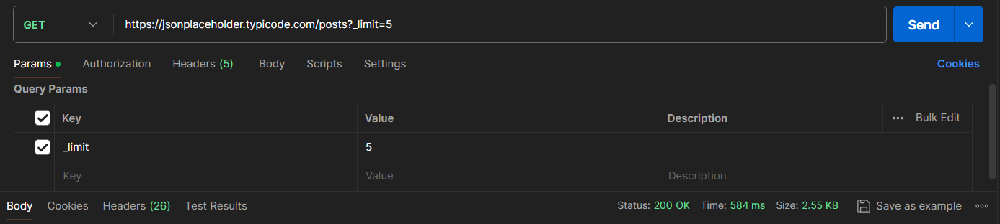 GET https://jsonplaceholder.typicode.com/posts?_limit=5 Send
Params Authorization Headers (5) Body Scripts Settings Cookies
Query Params
Key Value Description Bulk Edit
_limit 5
Key Value Description
Body Cookies Headers (26) Test Results Status: 200 OK Time: 584 ms Size: 2.55 KB Save as example